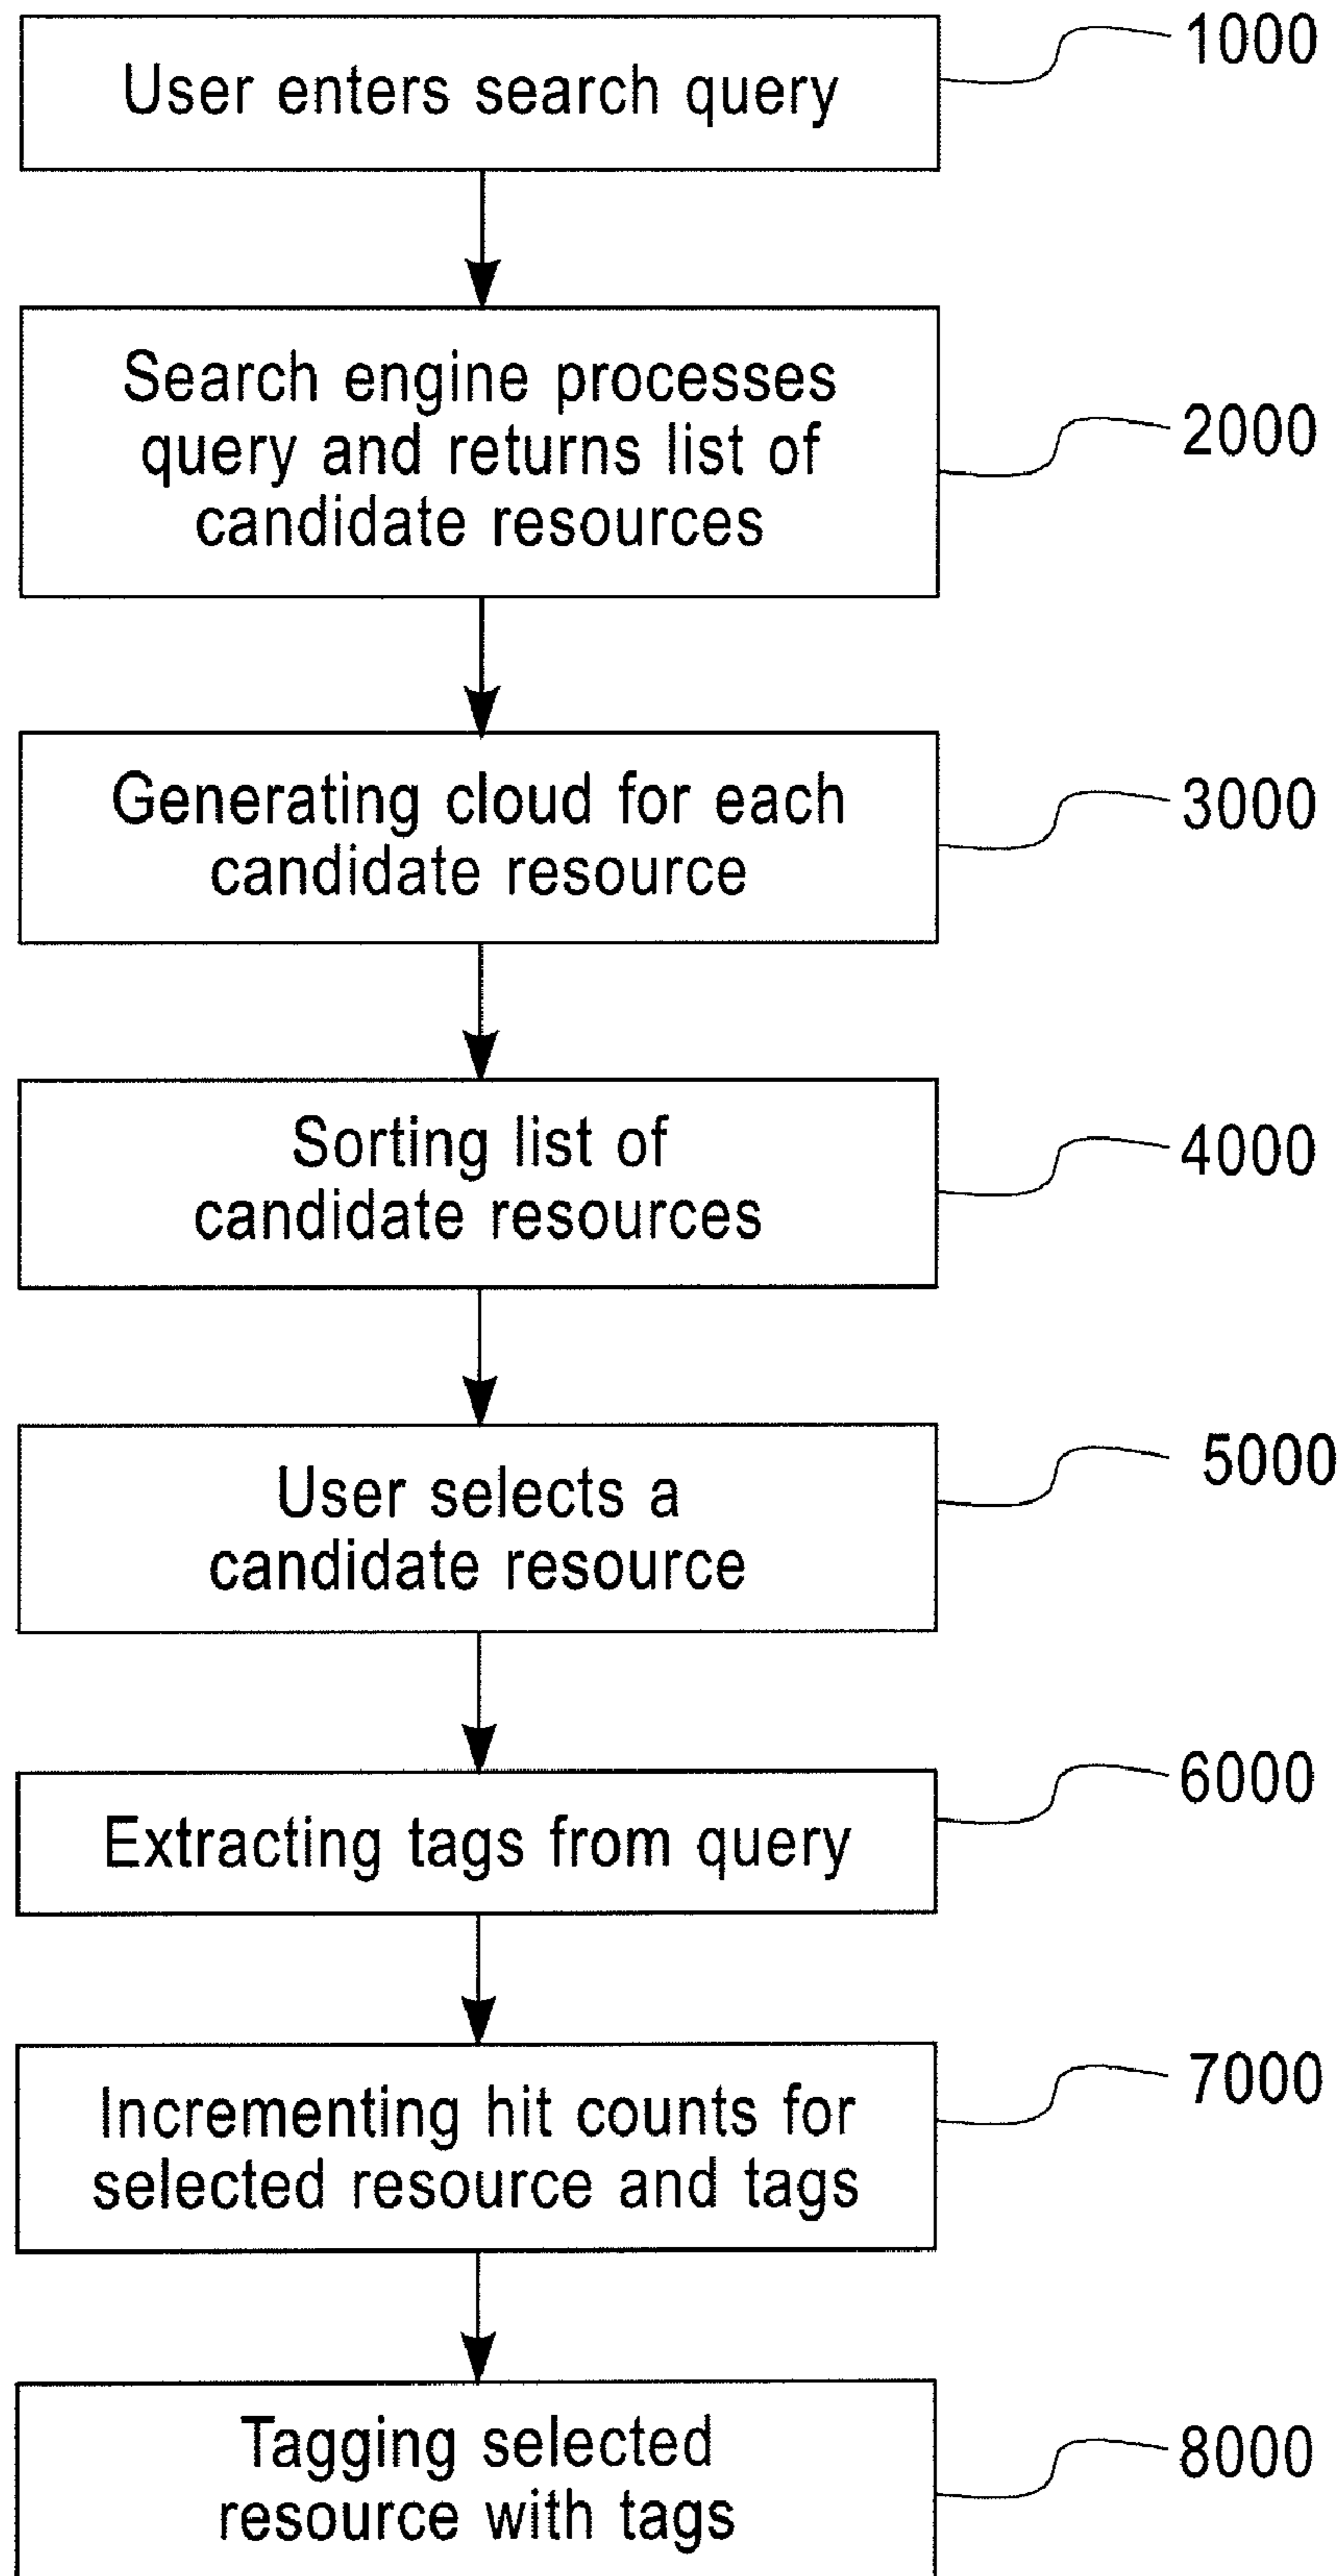 User enters search query
1000
Search engine processes
query and returns list of
candidate resources
2000
Generating cloud for each
candidate resource
3000
Sorting list of
candidate resources
4000
User selects a
candidate resource
5000
Extracting tags from query
6000
Incrementing hit counts for
selected resource and tags
7000
Tagging selected
resource with tags
8000